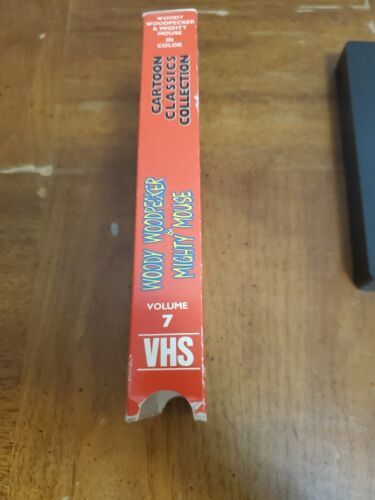 WOODY
WOODPECKER
& MIGHTY
MOUSE
IN
COLOR
CARTOON
CLASSICS
COLLECTION
WOODY WOODPECKER
&
MIGHTY MOUSE
VOLUME
7
VHS